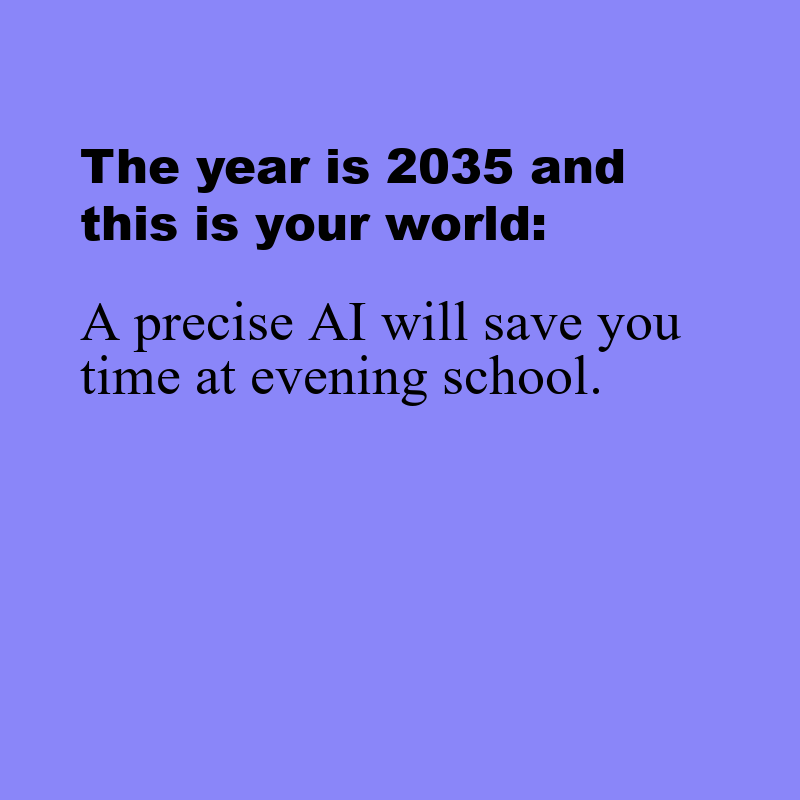 The year is 2035 and
this is your world:
A precise AI will save you
time at evening school.